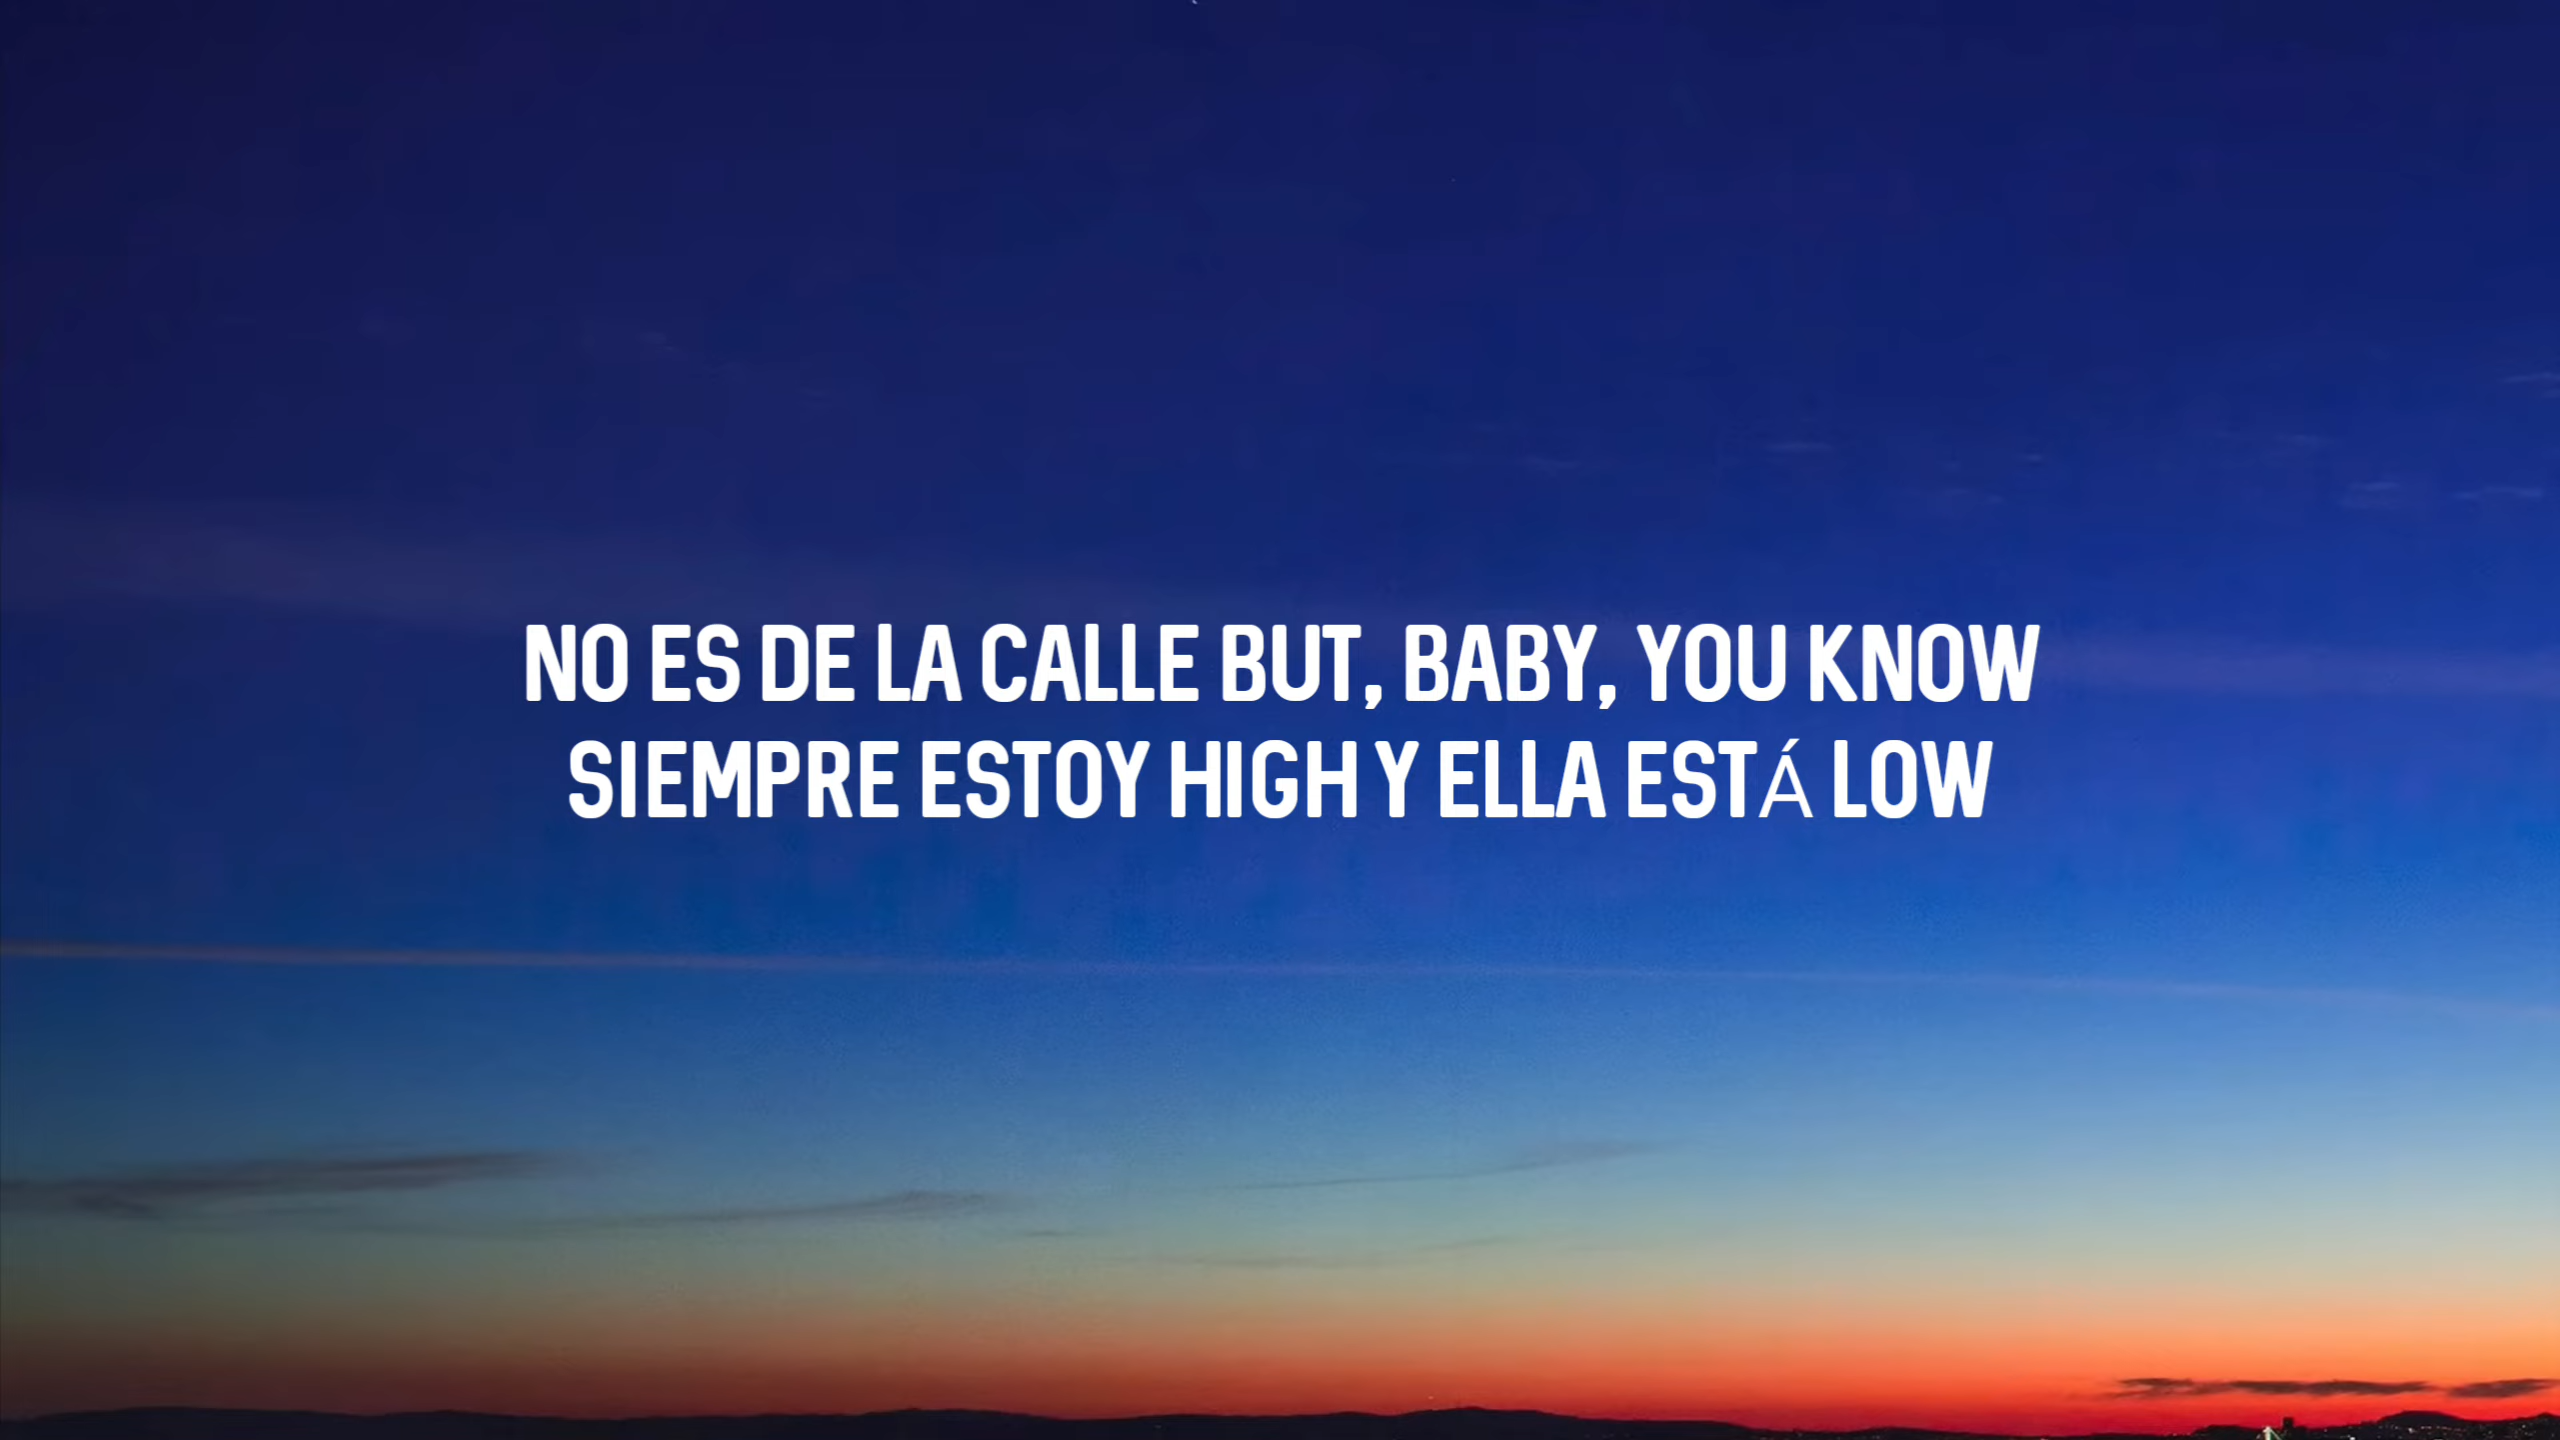 NO ES DE LA CALLE BUT, BABY, YOU KNOW
SIEMPRE ESTOY HIGH Y ELLA ESTÁ LOW